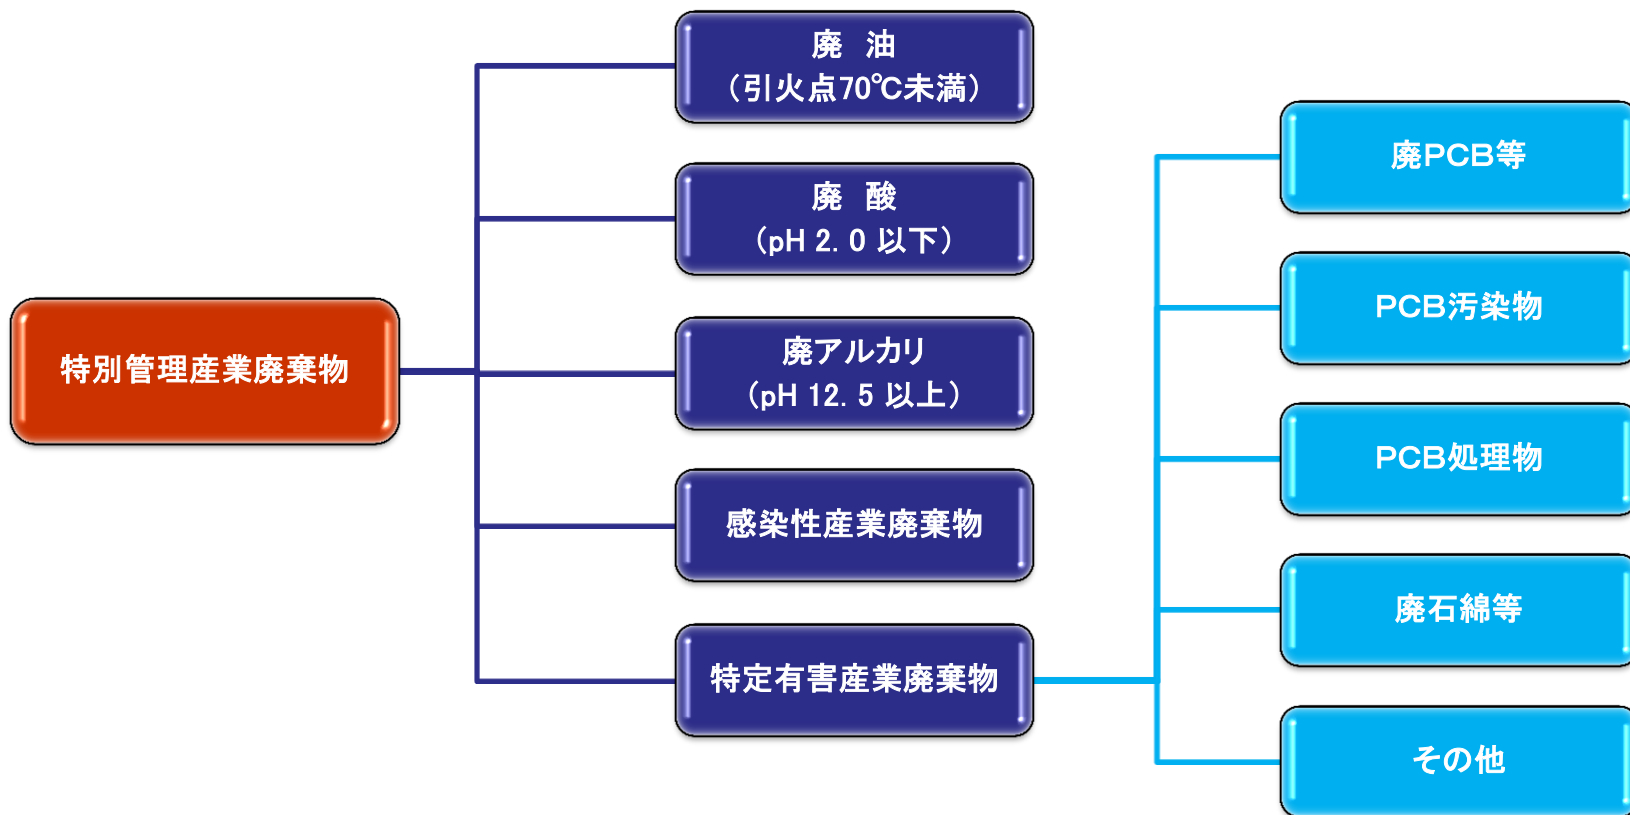 特別管理産業廃棄物
廃　油
（引火点70℃未満）
廃　酸
（pH 2．0 以下）
廃アルカリ
（pH 12．5 以上）
感染性産業廃棄物
特定有害産業廃棄物
廃PCB等
PCB汚染物
PCB処理物
廃石綿等
その他